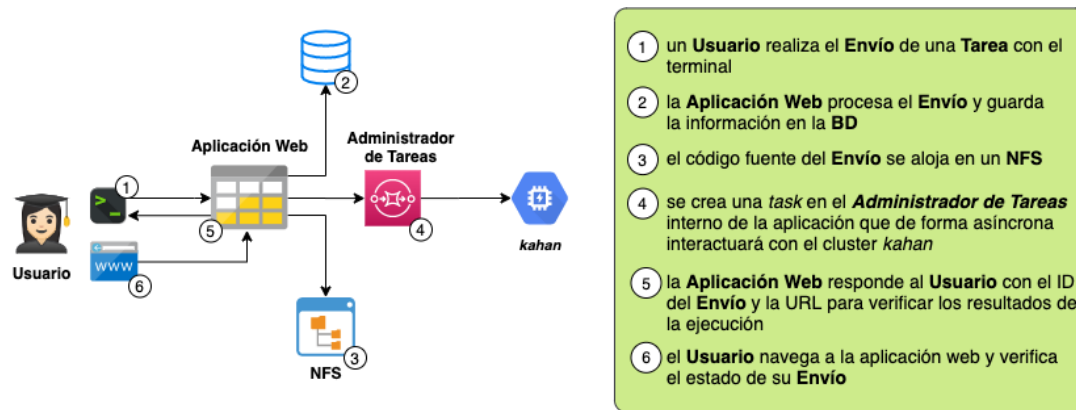 2
Administrador
de Tareas
Aplicación Web
1
>_
5
4
kahan
Usuario
WWW
6
3
NFS
1 un Usuario realiza el Envío de una Tarea con el
terminal
2 la Aplicación Web procesa el Envío y guarda
la información en la BD
3 el código fuente del Envío se aloja en un NFS
4 se crea una task en el Administrador de Tareas
interno de la aplicación que de forma asíncrona
interactuará con el cluster kahan
5 la Aplicación Web responde al Usuario con el ID
del Envío y la URL para verificar los resultados de
la ejecución
6 el Usuario navega a la aplicación web y verifica
el estado de su Envío